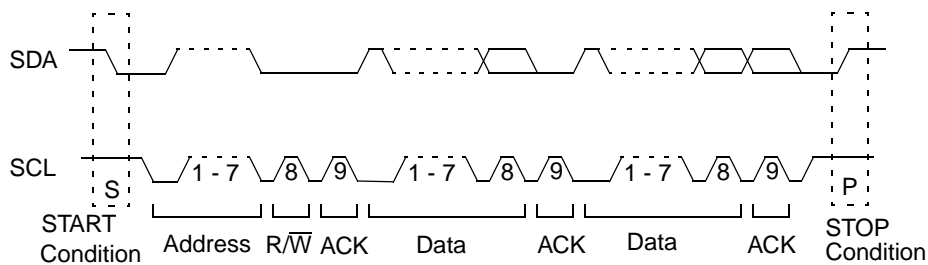 SDA
SCL
S
1 - 7
8
9
1 - 7
8
9
1 - 7
8
9
P
START
Condition
Address
R/W̅
ACK
Data
ACK
Data
ACK
STOP
Condition